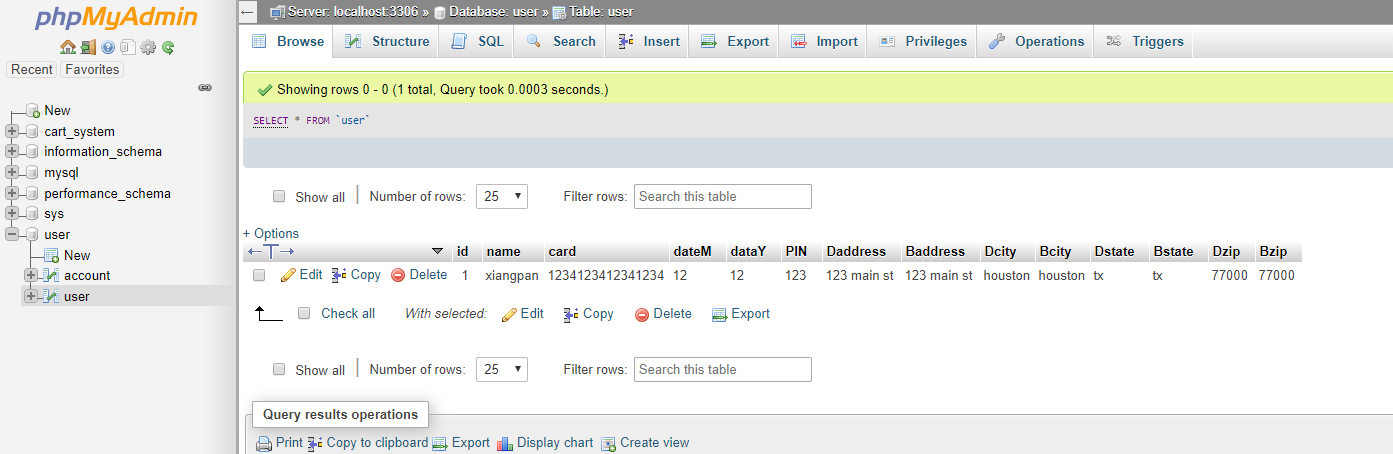 phpMyAdmin
Recent Favorites
New
cart_system
information_schema
mysql
performance_schema
sys
user
New
account
user
Server: localhost:3306 » Database: user » Table: user
Browse Structure SQL Search Insert Export Import Privileges Operations Triggers
Showing rows 0 - 0 (1 total, Query took 0.0003 seconds.)
SELECT * FROM `user`
Show all Number of rows: 25 Filter rows: Search this table
+ Options
id name card dateM dataY PIN Daddress Baddress Dcity Bcity Dstate Bstate Dzip Bzip
Edit Copy Delete 1 xiangpan 1234123412341234 12 12 123 123 main st 123 main st houston houston tx tx 77000 77000
Check all With selected: Edit Copy Delete Export
Show all Number of rows: 25 Filter rows: Search this table
Query results operations
Print Copy to clipboard Export Display chart Create view